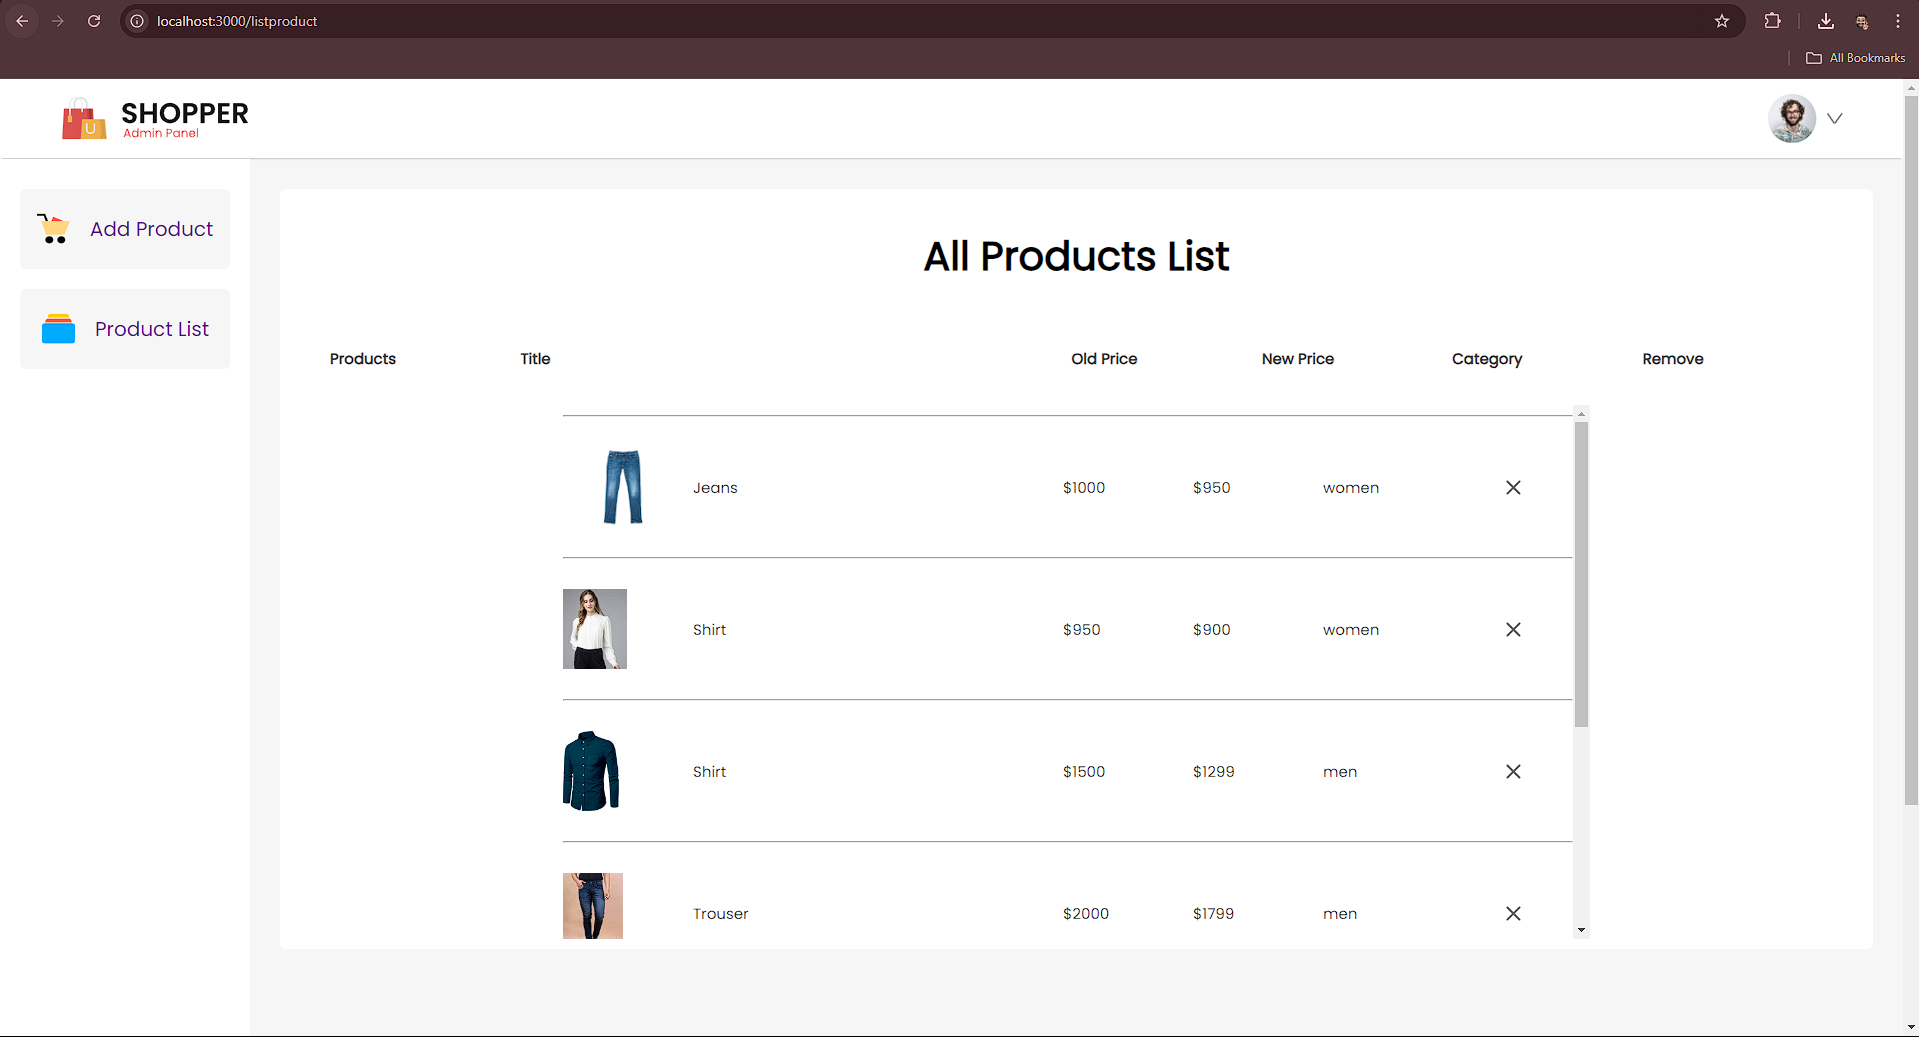 localhost:3000/listproduct
All Bookmarks
SHOPPER
Admin Panel
U
Add Product
Product List
All Products List
Products Title Old Price New Price Category Remove
Jeans $1000 $950 women
Shirt $950 $900 women
Shirt $1500 $1299 men
Trouser $2000 $1799 men